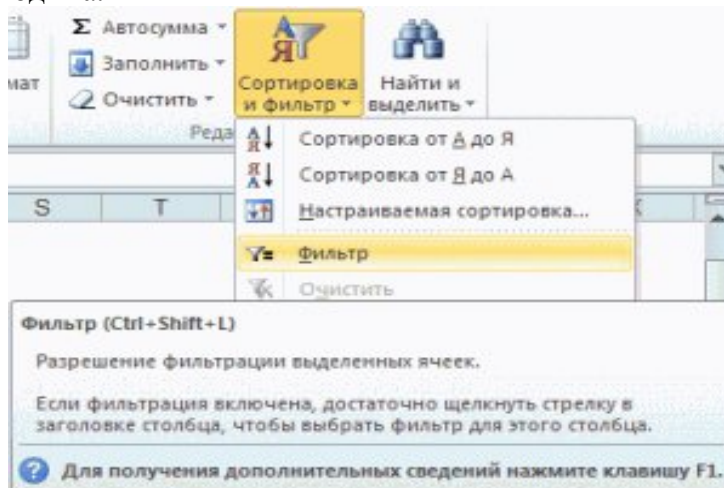 Σ Автосумма
Заполнить
Очистить
Сортировка
и фильтр
Найти и
выделить
мат
Реда
Сортировка от А до Я
Сортировка от Я до А
Настраиваемая сортировка...
Фильтр
Очистить
S T
Фильтр (Ctrl+Shift+L)
Разрешение фильтрации выделенных ячеек.
Если фильтрация включена, достаточно щелкнуть стрелку в
заголовке столбца, чтобы выбрать фильтр для этого столбца.
Для получения дополнительных сведений нажмите клавишу F1.